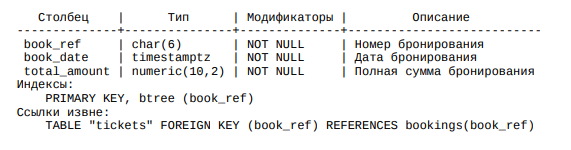 Столбец | Тип | Модификаторы | Описание
--------------+---------------+--------------+---------------------------
book_ref | char(6) | NOT NULL | Номер бронирования
book_date | timestamptz | NOT NULL | Дата бронирования
total_amount | numeric(10,2) | NOT NULL | Полная сумма бронирования
Индексы:
PRIMARY KEY, btree (book_ref)
Ссылки извне:
TABLE "tickets" FOREIGN KEY (book_ref) REFERENCES bookings(book_ref)